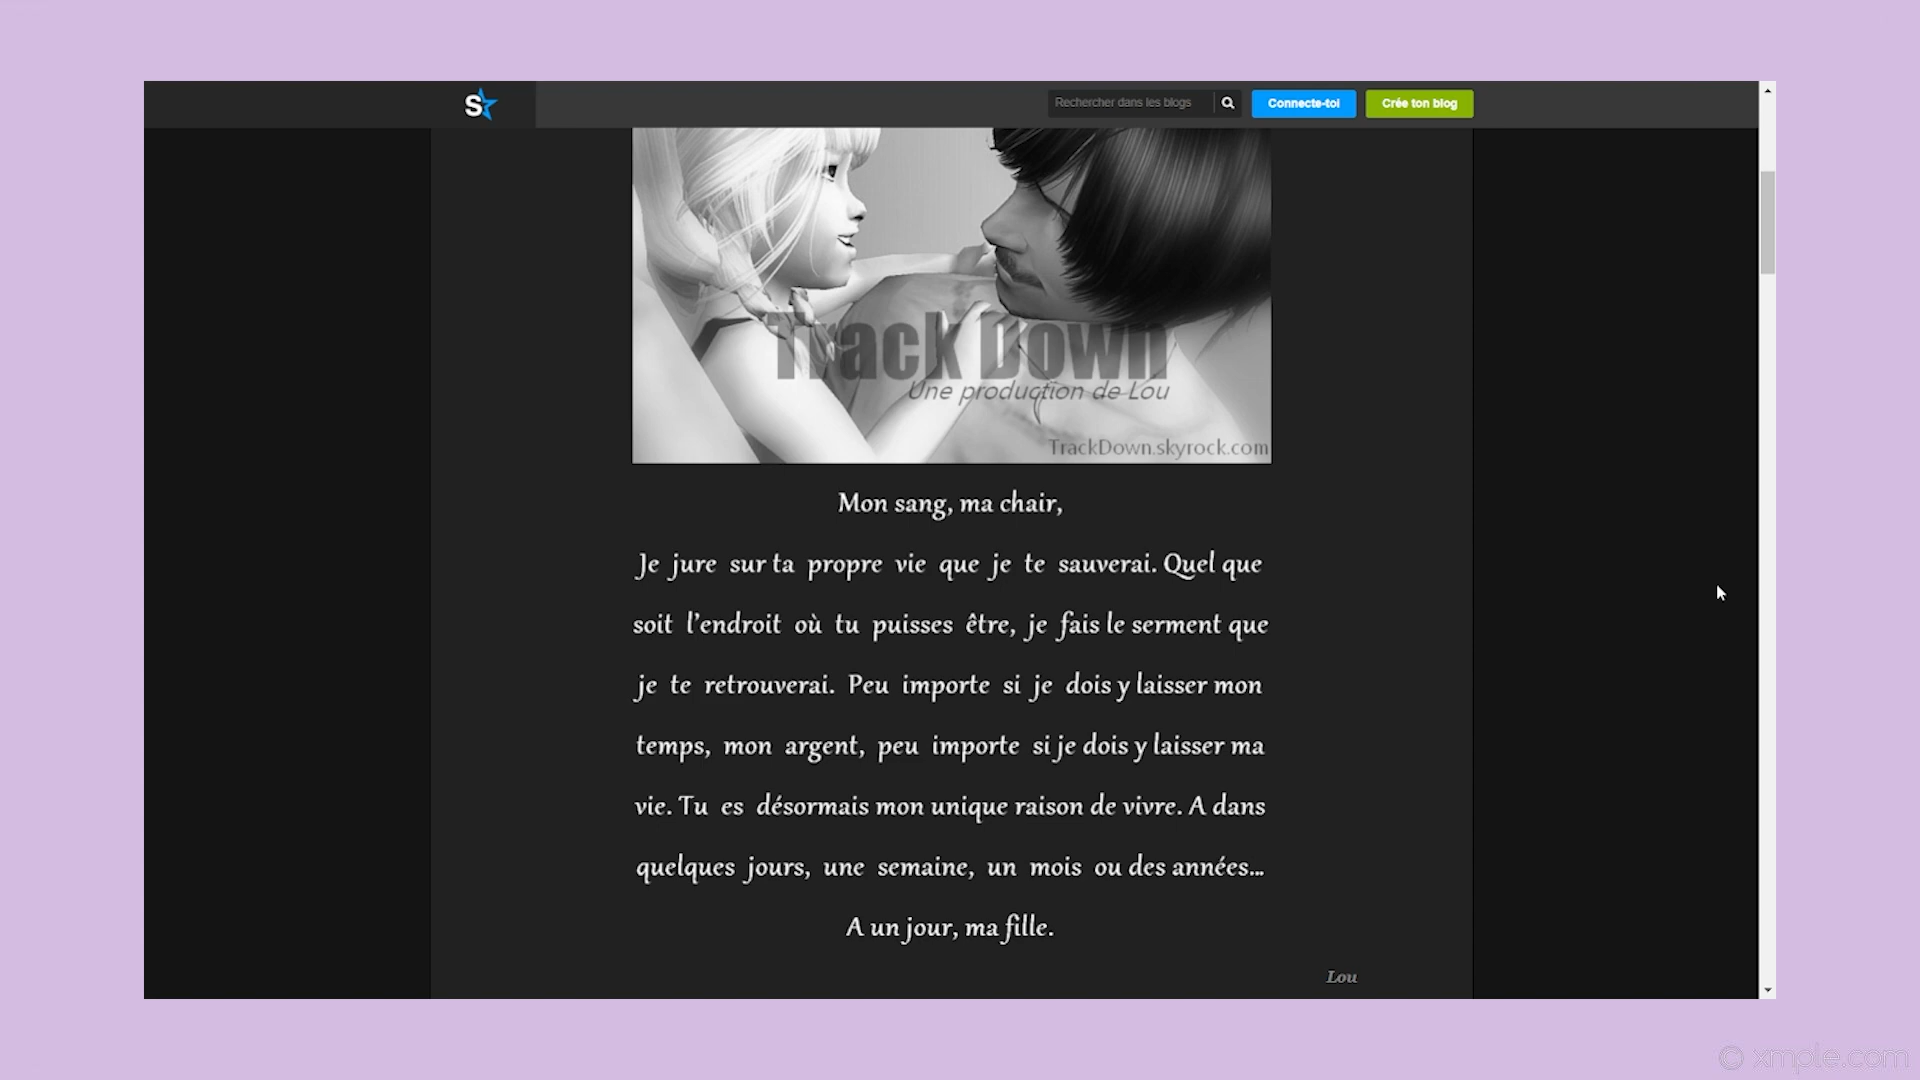 S
Rechercher dans les blogs
Connecte-toi
Crée ton blog
Track Down
Une production de Lou
TrackDown.skyrock.com
Mon sang, ma chair,
Je jure sur ta propre vie que je te sauverai. Quel que
soit l'endroit où tu puisses être, je fais le serment que
je te retrouverai. Peu importe si je dois y laisser mon
temps, mon argent, peu importe si je dois y laisser ma
vie. Tu es désormais mon unique raison de vivre. A dans
quelques jours, une semaine, un mois ou des années...
A un jour, ma fille.
Lou
© xmple.com